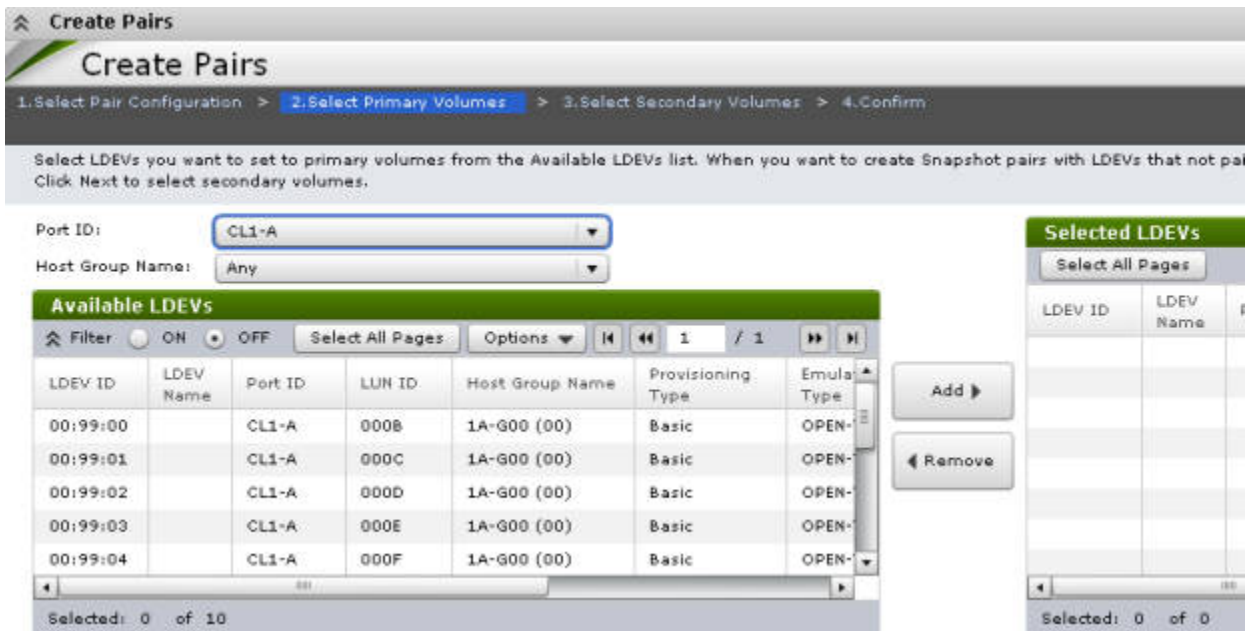 Create Pairs
Create Pairs
1.Select Pair Configuration > 2.Select Primary Volumes > 3.Select Secondary Volumes > 4.Confirm
Select LDEVs you want to set to primary volumes from the Available LDEVs list. When you want to create Snapshot pairs with LDEVs that not
Click Next to select secondary volumes.
Port ID: CL1-A
Host Group Name: Any
Available LDEVs
Filter ON OFF Select All Pages Options 1 / 1
LDEV ID LDEV Name Port ID LUN ID Host Group Name Provisioning Type Type
00:99:00 CL1-A 000B 1A-G00 (00) Basic OPEN-
00:99:01 CL1-A 000C 1A-G00 (00) Basic OPEN-
00:99:02 CL1-A 000D 1A-G00 (00) Basic OPEN-
00:99:03 CL1-A 000E 1A-G00 (00) Basic OPEN-
00:99:04 CL1-A 000F 1A-G00 (00) Basic OPEN-
Selected: 0 of 10
Add
Remove
Selected LDEVs
Select All Pages
LDEV ID LDEV Name
Selected: 0 of 0